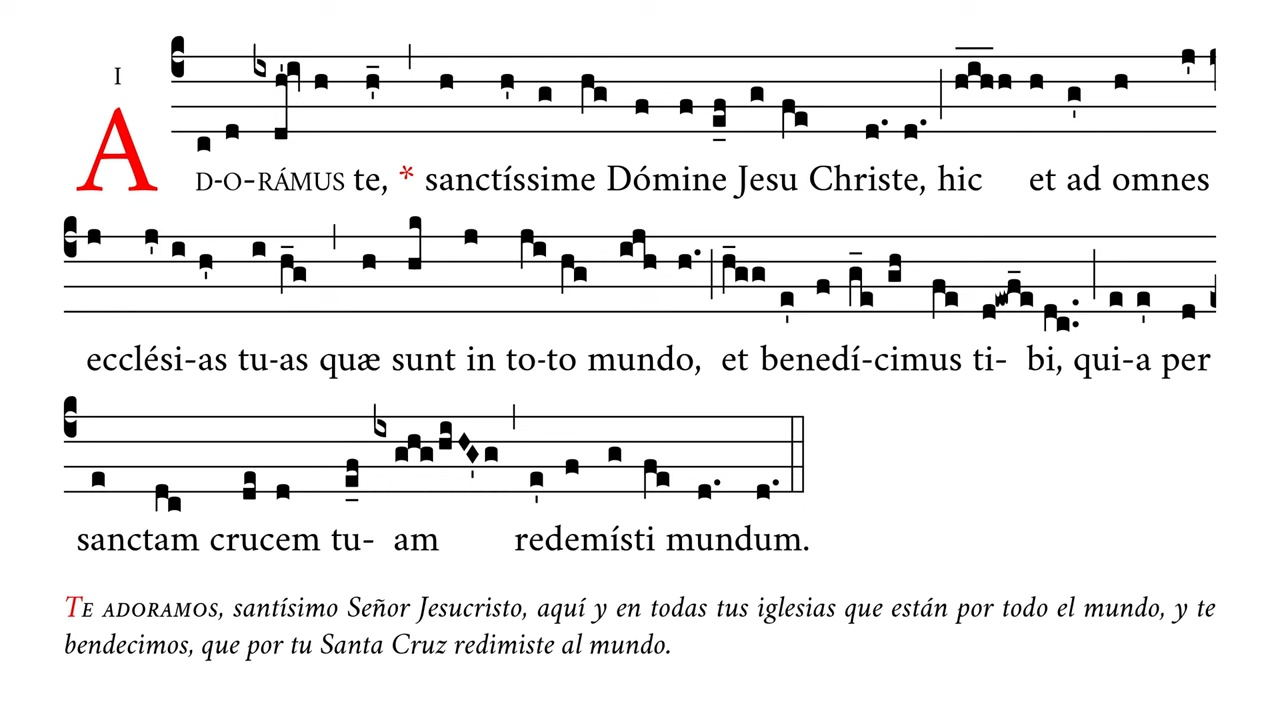 I
AD-O-RÁMUS te, * sanctíssime Dómine Jesu Christe, hic et ad omnes
ecclési-as tu-as quæ sunt in to-to mundo, et benedí-cimus ti- bi, qui-a per
sanctam crucem tu- am redemísti mundum.
TE ADORAMOS, santísimo Señor Jesucristo, aquí y en todas tus iglesias que están por todo el mundo, y te
bendecimos, que por tu Santa Cruz redimiste al mundo.